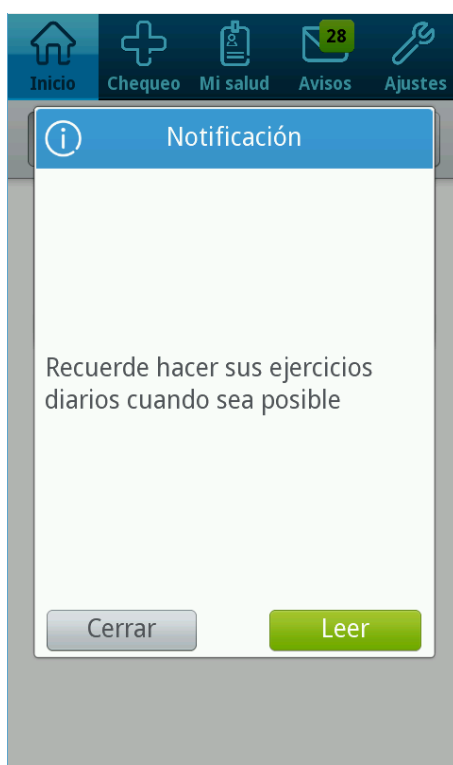 28
Inicio Chequeo Mi salud Avisos Ajustes
Notificación
Recuerde hacer sus ejercicios
diarios cuando sea posible
Cerrar Leer